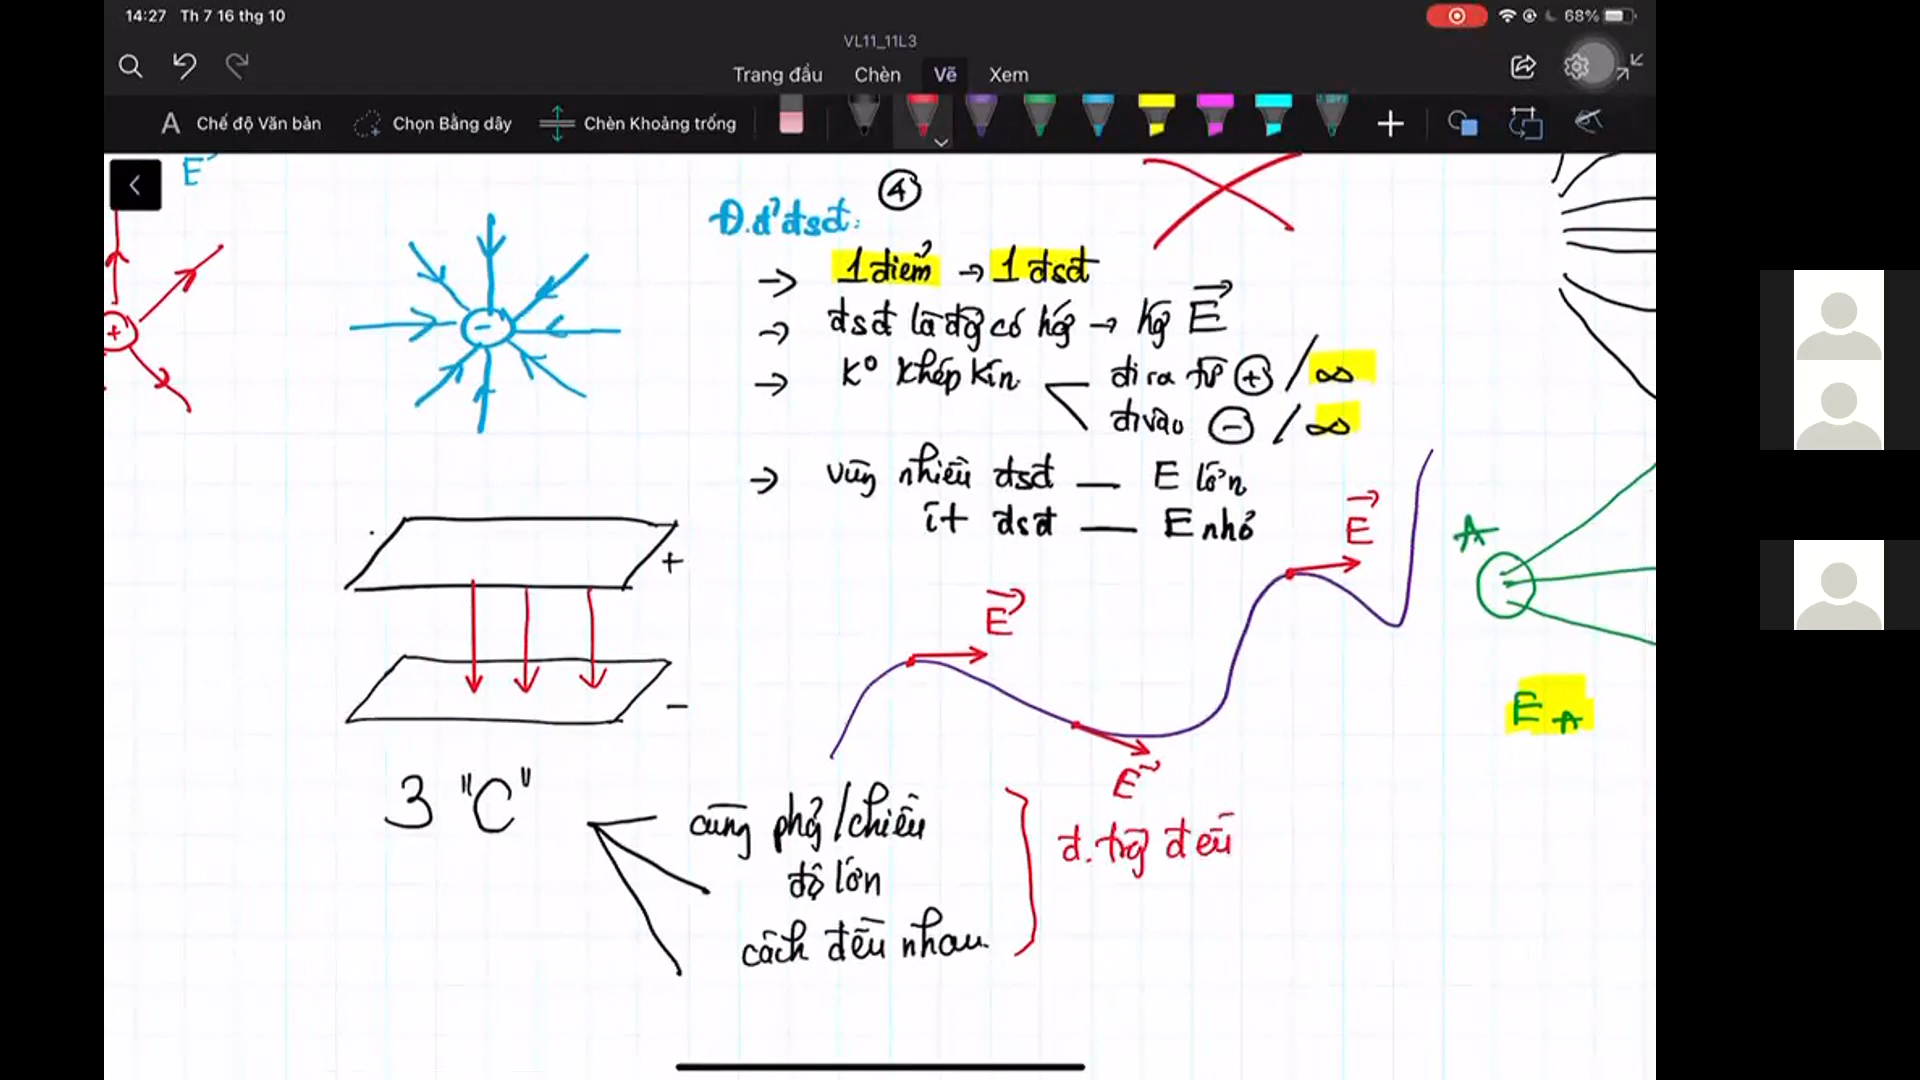 14:27 Th 7 16 thg 10
68%
VL11_11L3
Trang đầu Chèn Vẽ Xem
A Chế độ Văn bản Chọn Bằng dây Chèn Khoảng trống
E
4
Đ.đ² đsđ:
→ 1 điểm → 1 đsđ
→ đsđ là đg có hg → hg E
→ K° khép kín đi ra từ + / ∞
đi vào - / ∞
→ vùng nhiều đsđ — E lớn
ít đsđ — E nhỏ
+
-
+
-
E
E
E
A
E A
3 "C"
cùng phg/chiều
độ lớn
cách đều nhau
đ. trg đều